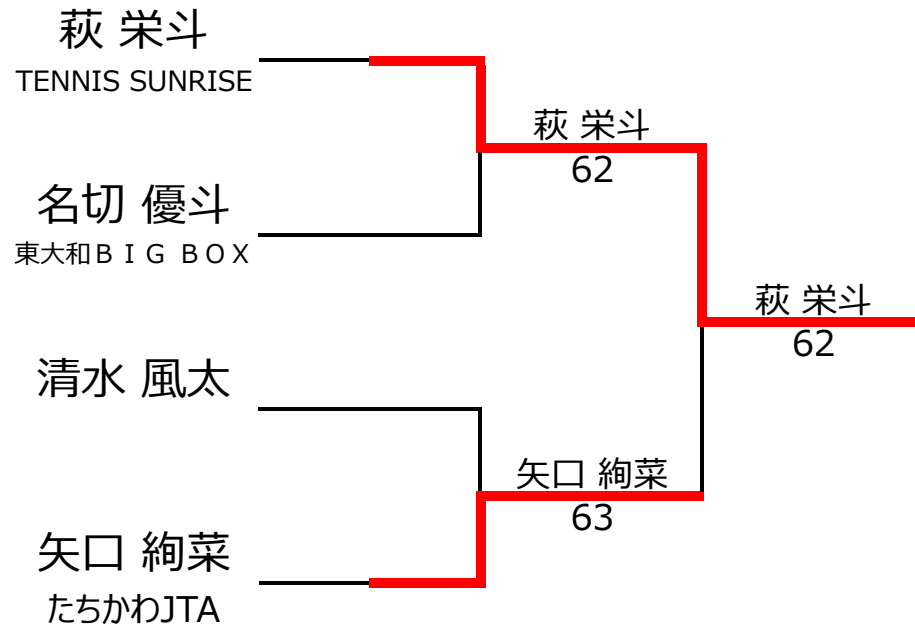 萩 栄斗
TENNIS SUNRISE
名切 優斗
東大和ＢＩＧ ＢＯＸ
清水 風太
矢口 絢菜
たちかわJTA
萩 栄斗
62
矢口 絢菜
63
萩 栄斗
62